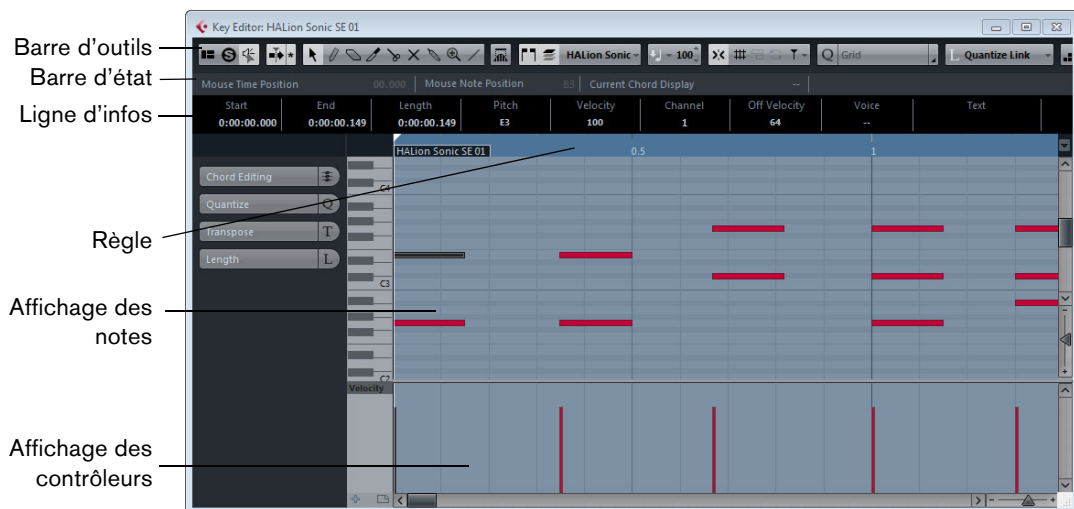 Key Editor: HALion Sonic SE 01
Barre d'outils
HALion Sonic
100
Q Grid
L Quantize Link
Barre d'état
Mouse Time Position 00.000 Mouse Note Position B3 Current Chord Display --
Ligne d'infos
Start End Length Pitch Velocity Channel Off Velocity Voice Text
0:00:00.000 0:00:00.149 0:00:00.149 E3 100 1 64 --
HALion Sonic SE 01 0.5 1
Chord Editing
Quantize Q
Transpose T
Length L
C4
C3
C2
Règle
Affichage des
notes
Velocity
Affichage des
contrôleurs